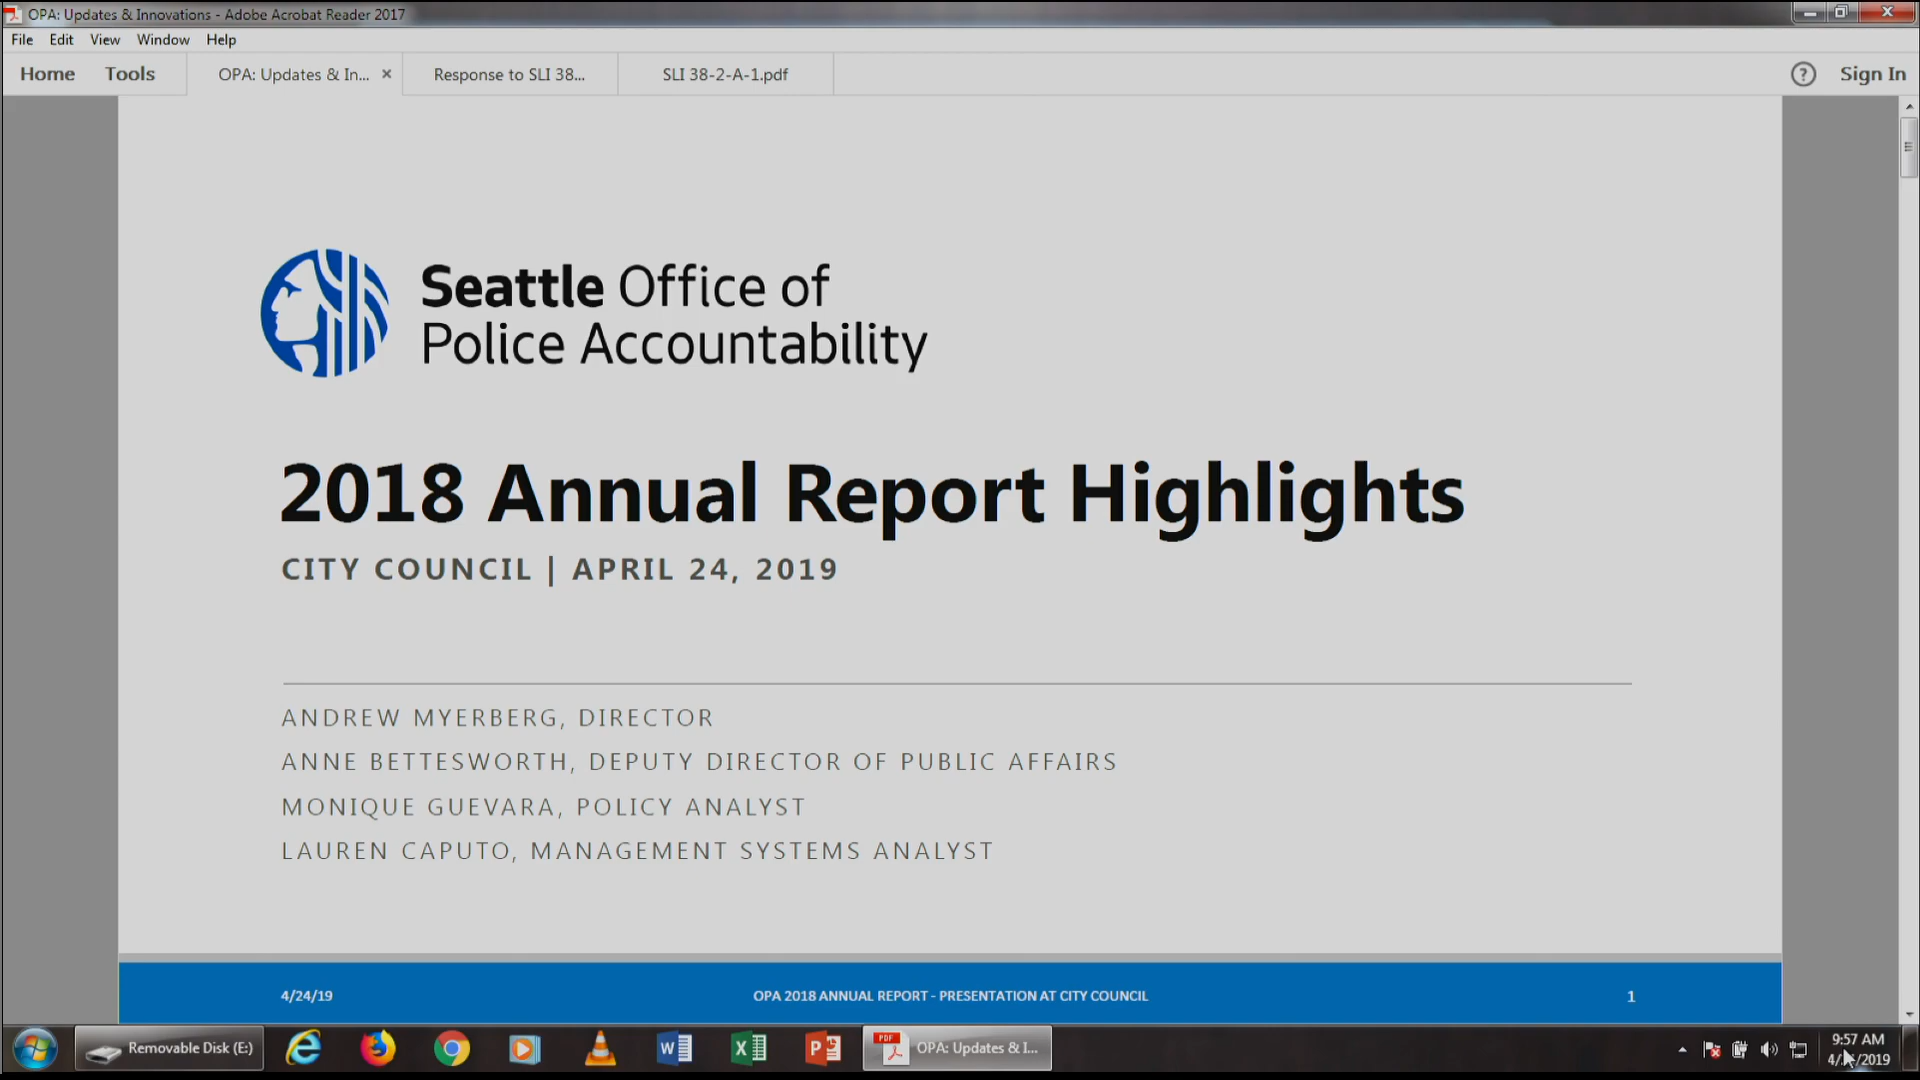 OPA: Updates & Innovations - Adobe Acrobat Reader 2017
File Edit View Window Help
Home Tools OPA: Updates & In... × Response to SLI 38... SLI 38-2-A-1.pdf ? Sign In
Seattle Office of
Police Accountability
2018 Annual Report Highlights
CITY COUNCIL | APRIL 24, 2019
ANDREW MYERBERG, DIRECTOR
ANNE BETTESWORTH, DEPUTY DIRECTOR OF PUBLIC AFFAIRS
MONIQUE GUEVARA, POLICY ANALYST
LAUREN CAPUTO, MANAGEMENT SYSTEMS ANALYST
4/24/19 OPA 2018 ANNUAL REPORT - PRESENTATION AT CITY COUNCIL 1
Removable Disk (E:) OPA: Updates & I... 9:57 AM